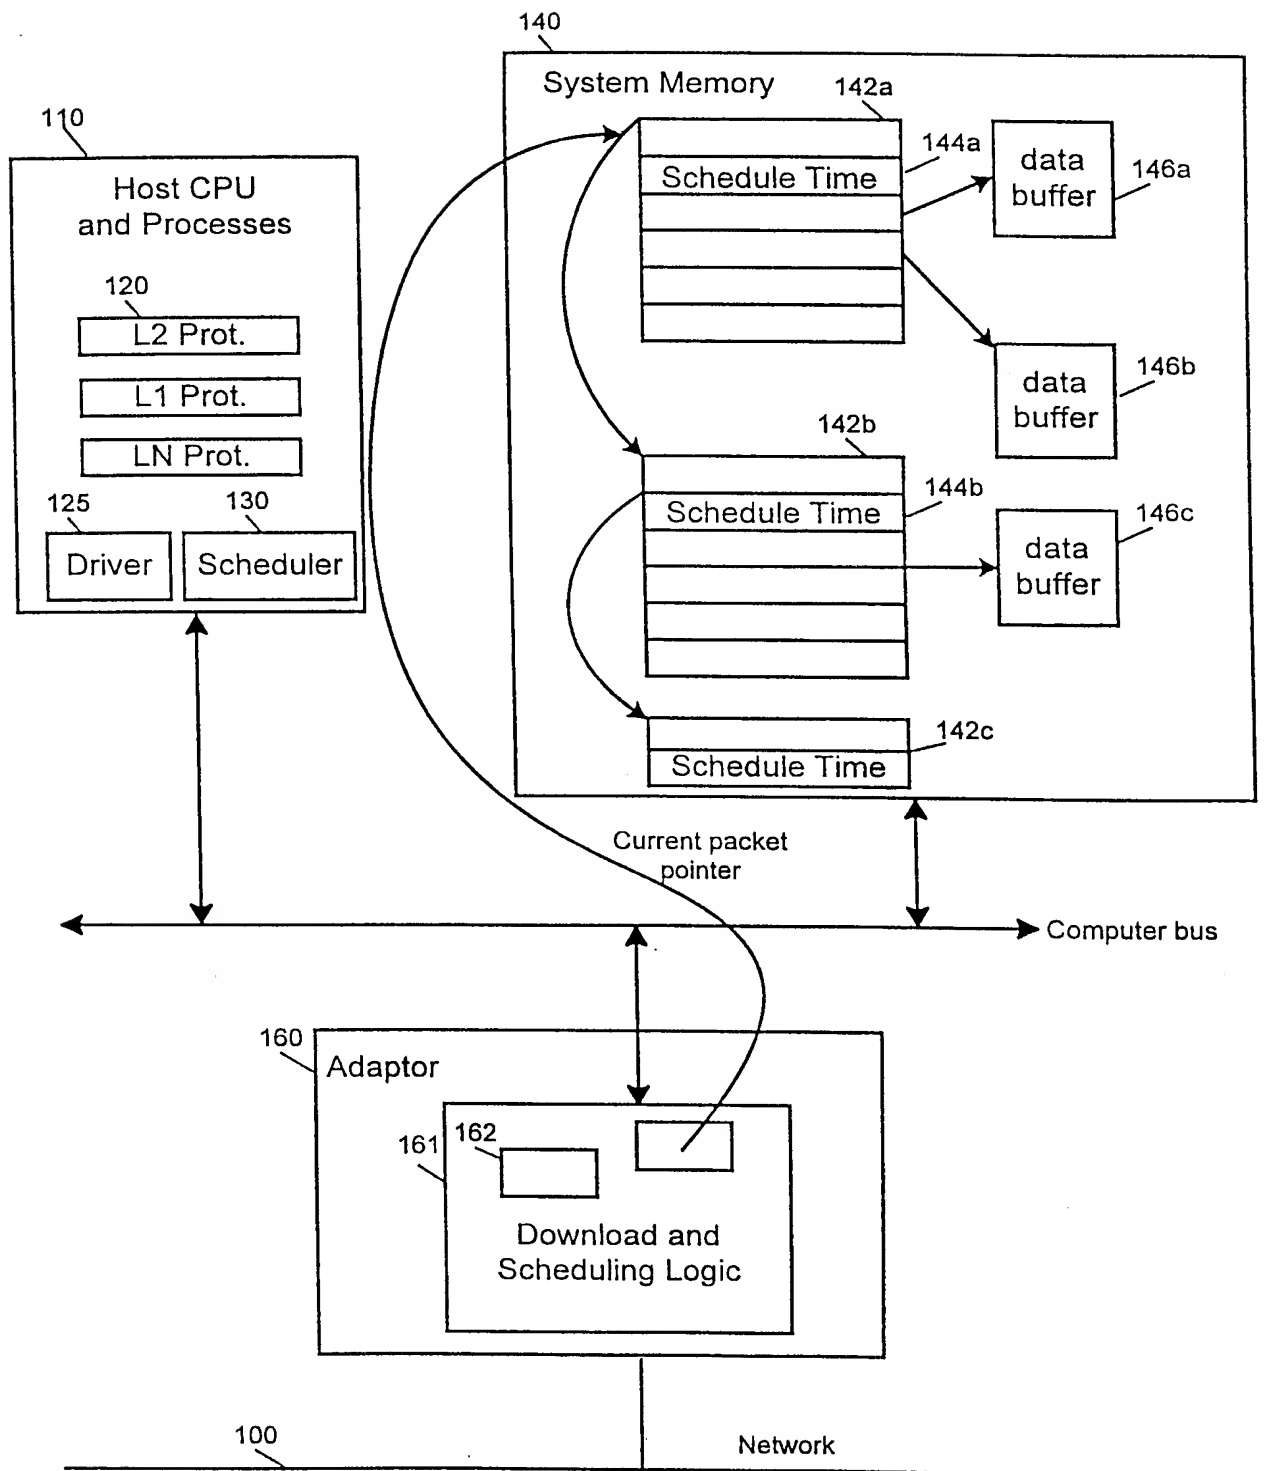 140
System Memory
142a
110
144a
Schedule Time
data
buffer
146a
Host CPU
and Processes
120
L2 Prot.
L1 Prot.
LN Prot.
data
buffer
146b
142b
125
130
144b
Schedule Time
146c
Driver
Scheduler
data
buffer
142c
Schedule Time
Current packet
pointer
Computer bus
160
Adaptor
161
162
Download and
Scheduling Logic
100
Network